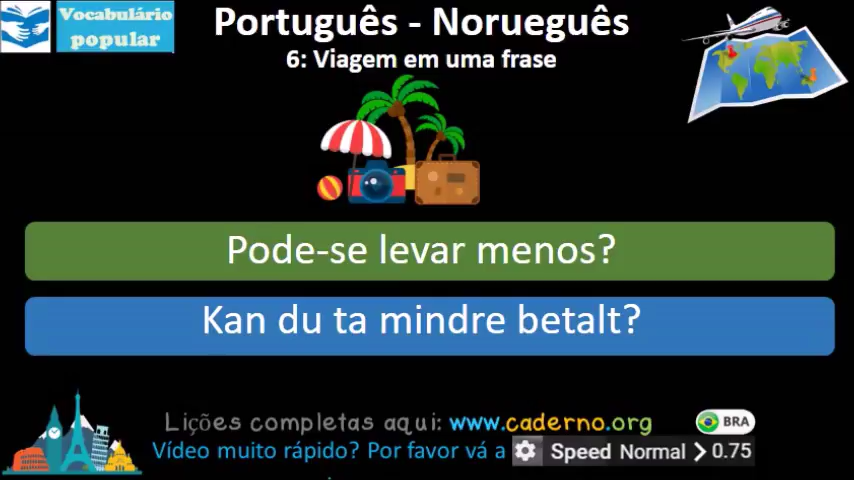 Vocabulário
popular
Português - Norueguês
6: Viagem em uma frase
Pode-se levar menos?
Kan du ta mindre betalt?
Lições completas aqui: www.caderno.org
BRA
Vídeo muito rápido? Por favor vá a Speed Normal > 0.75